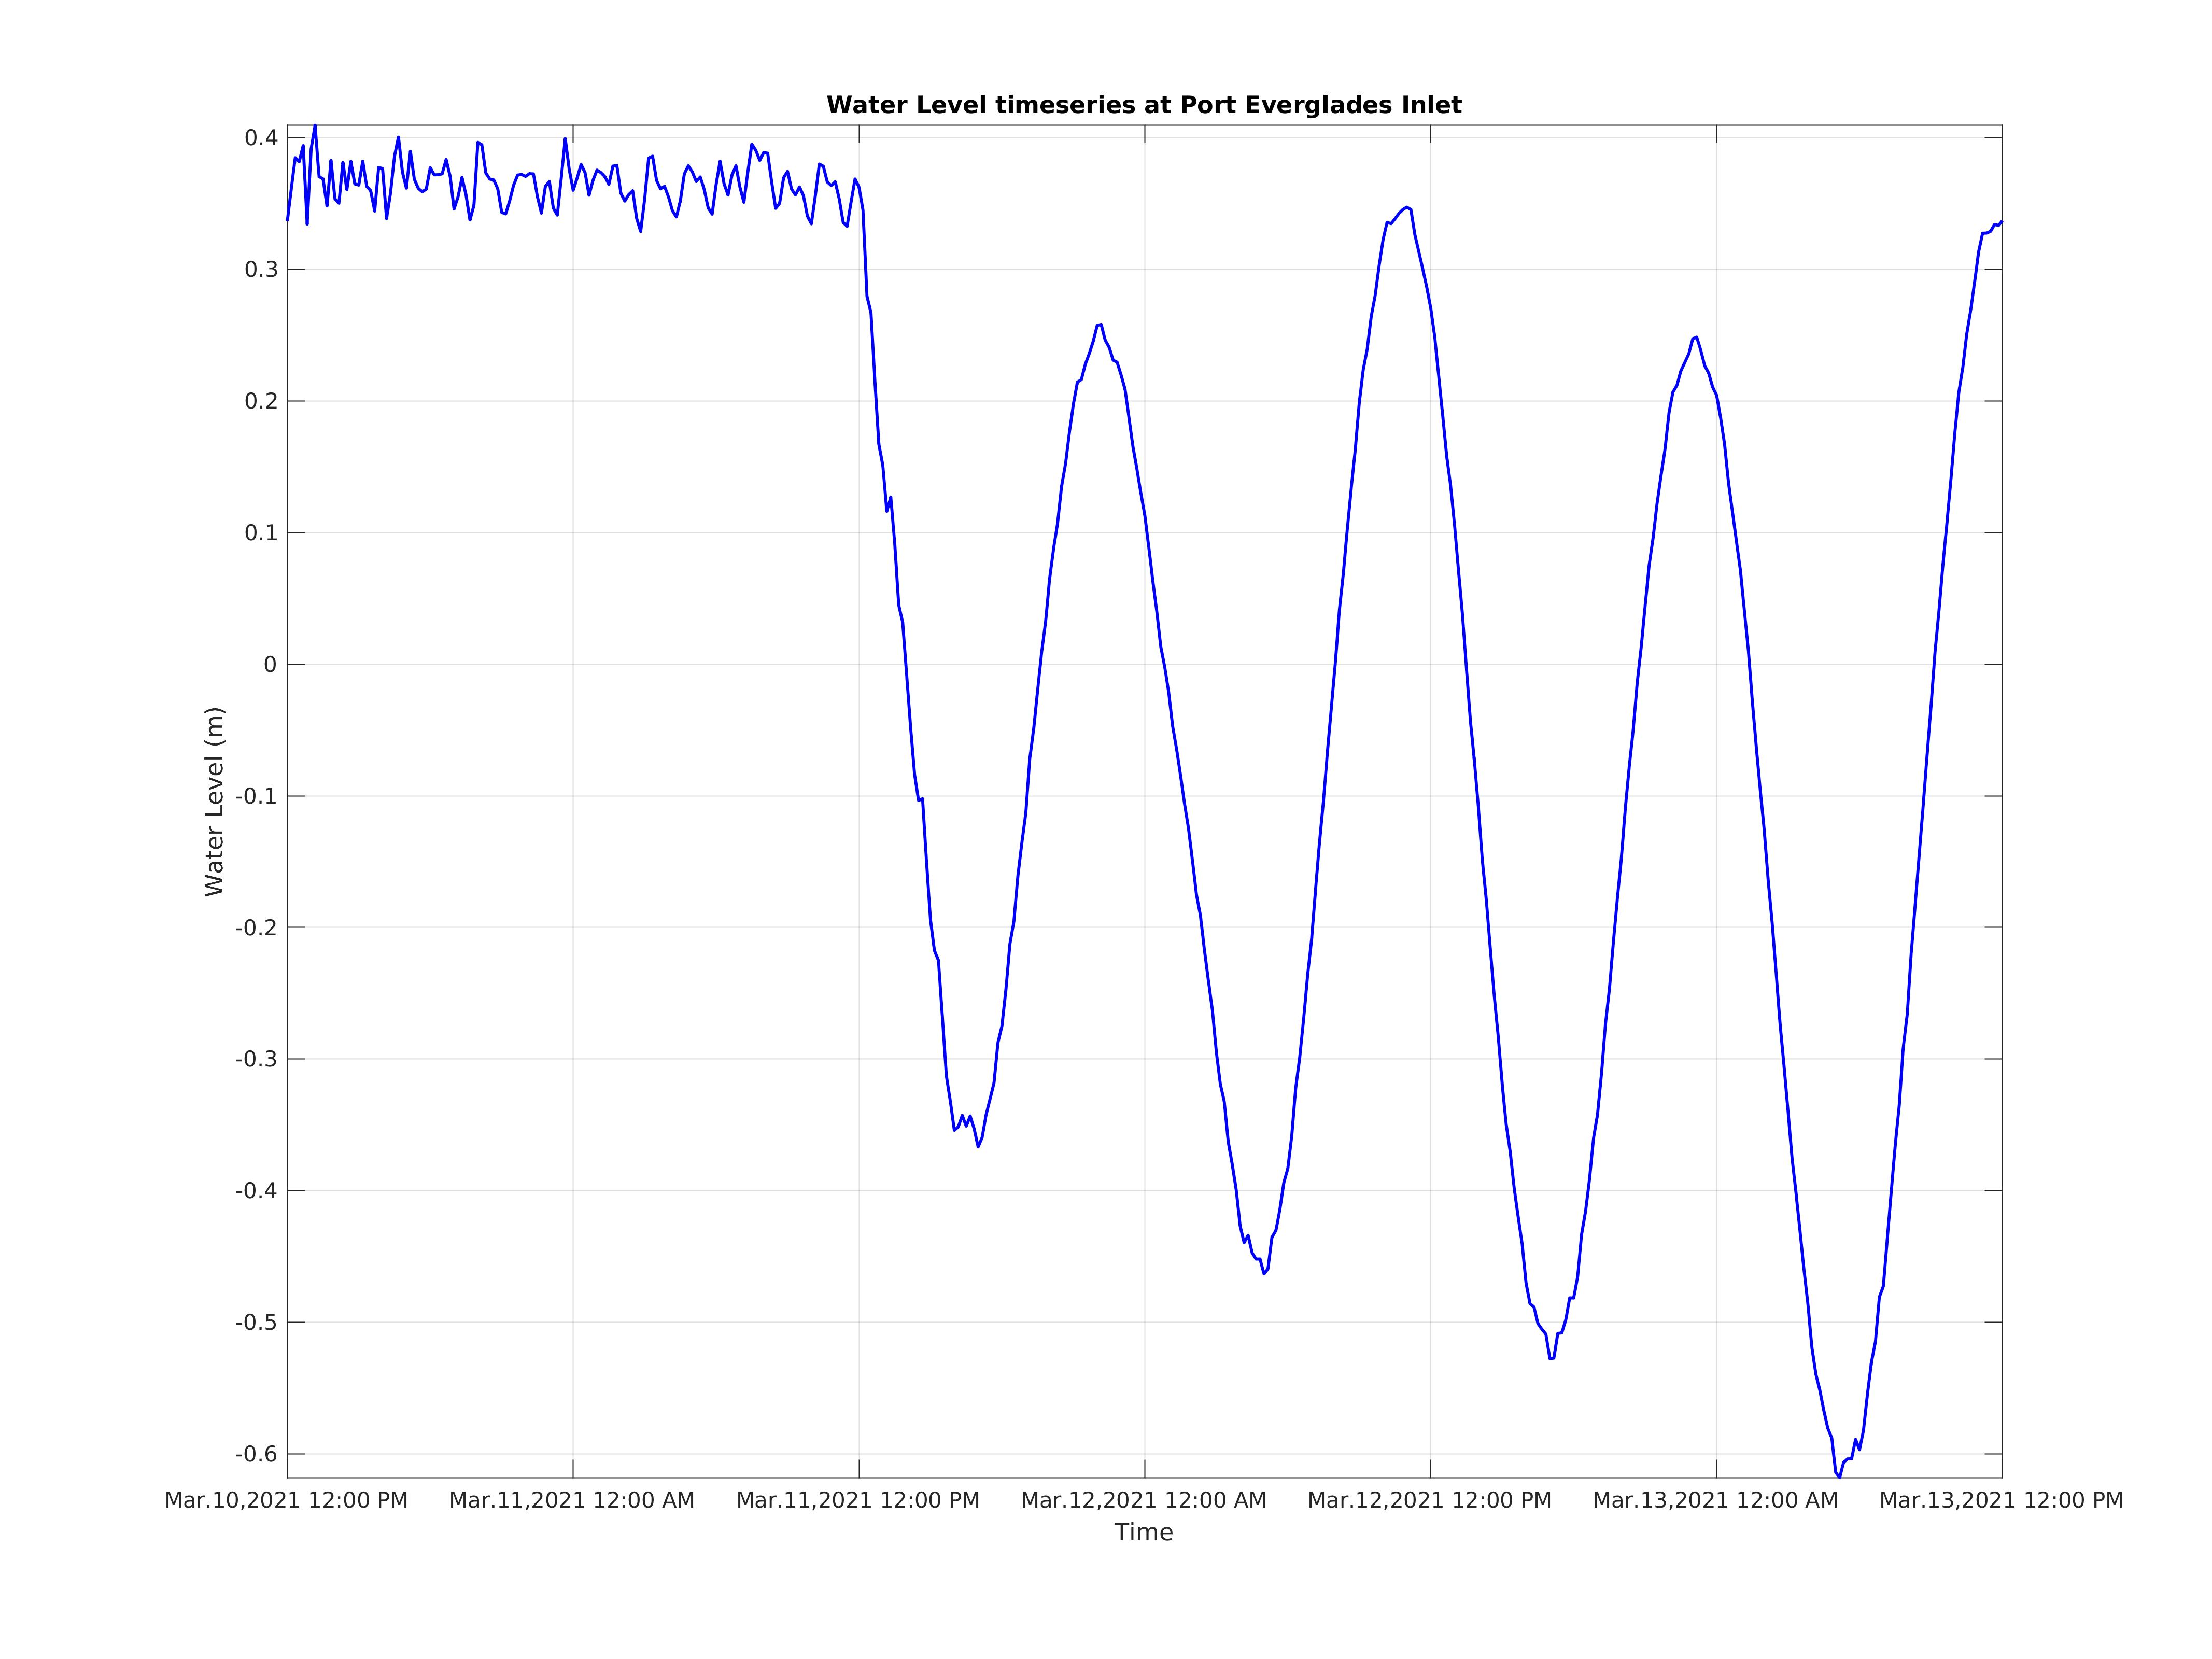 Water Level timeseries at Port Everglades Inlet
0.4
0.3
0.2
0.1
0
-0.1
-0.2
-0.3
-0.4
-0.5
-0.6
Water Level (m)
Mar.10,2021 12:00 PM Mar.11,2021 12:00 AM Mar.11,2021 12:00 PM Mar.12,2021 12:00 AM Mar.12,2021 12:00 PM Mar.13,2021 12:00 AM Mar.13,2021 12:00 PM
Time